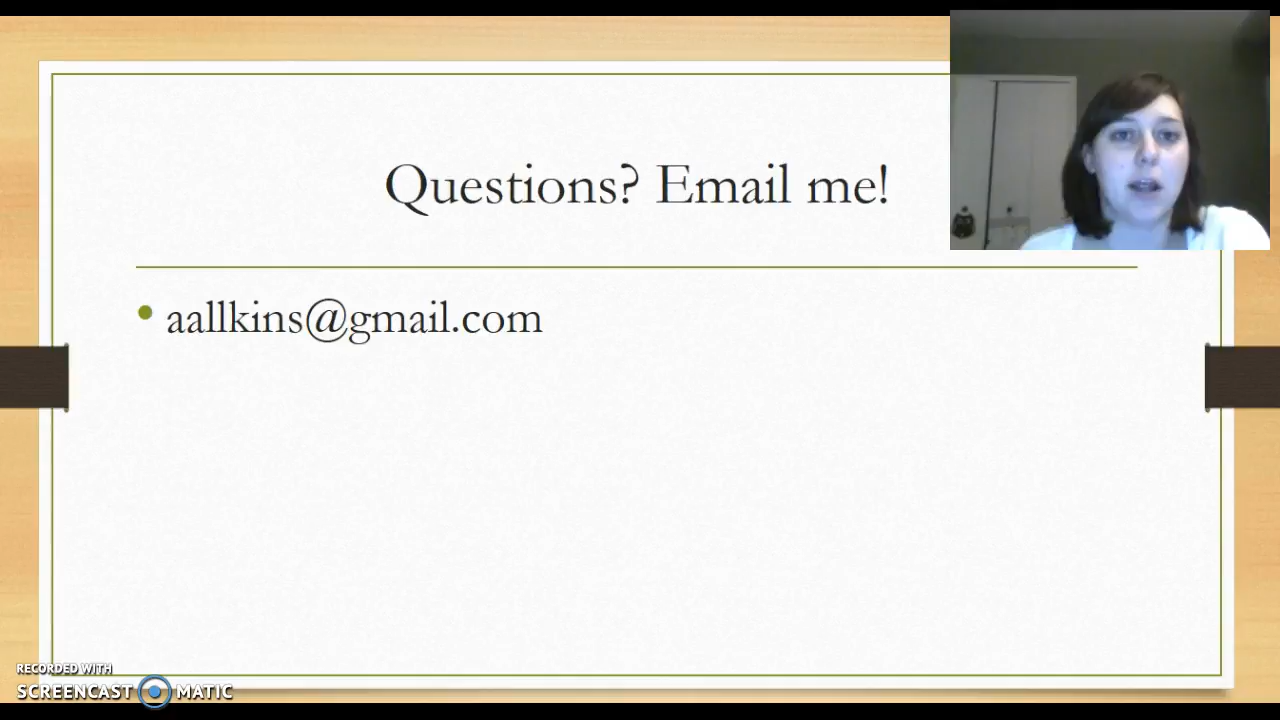 Questions? Email me!
• aallkins@gmail.com
RECORDED WITH
SCREENCAST MATIC